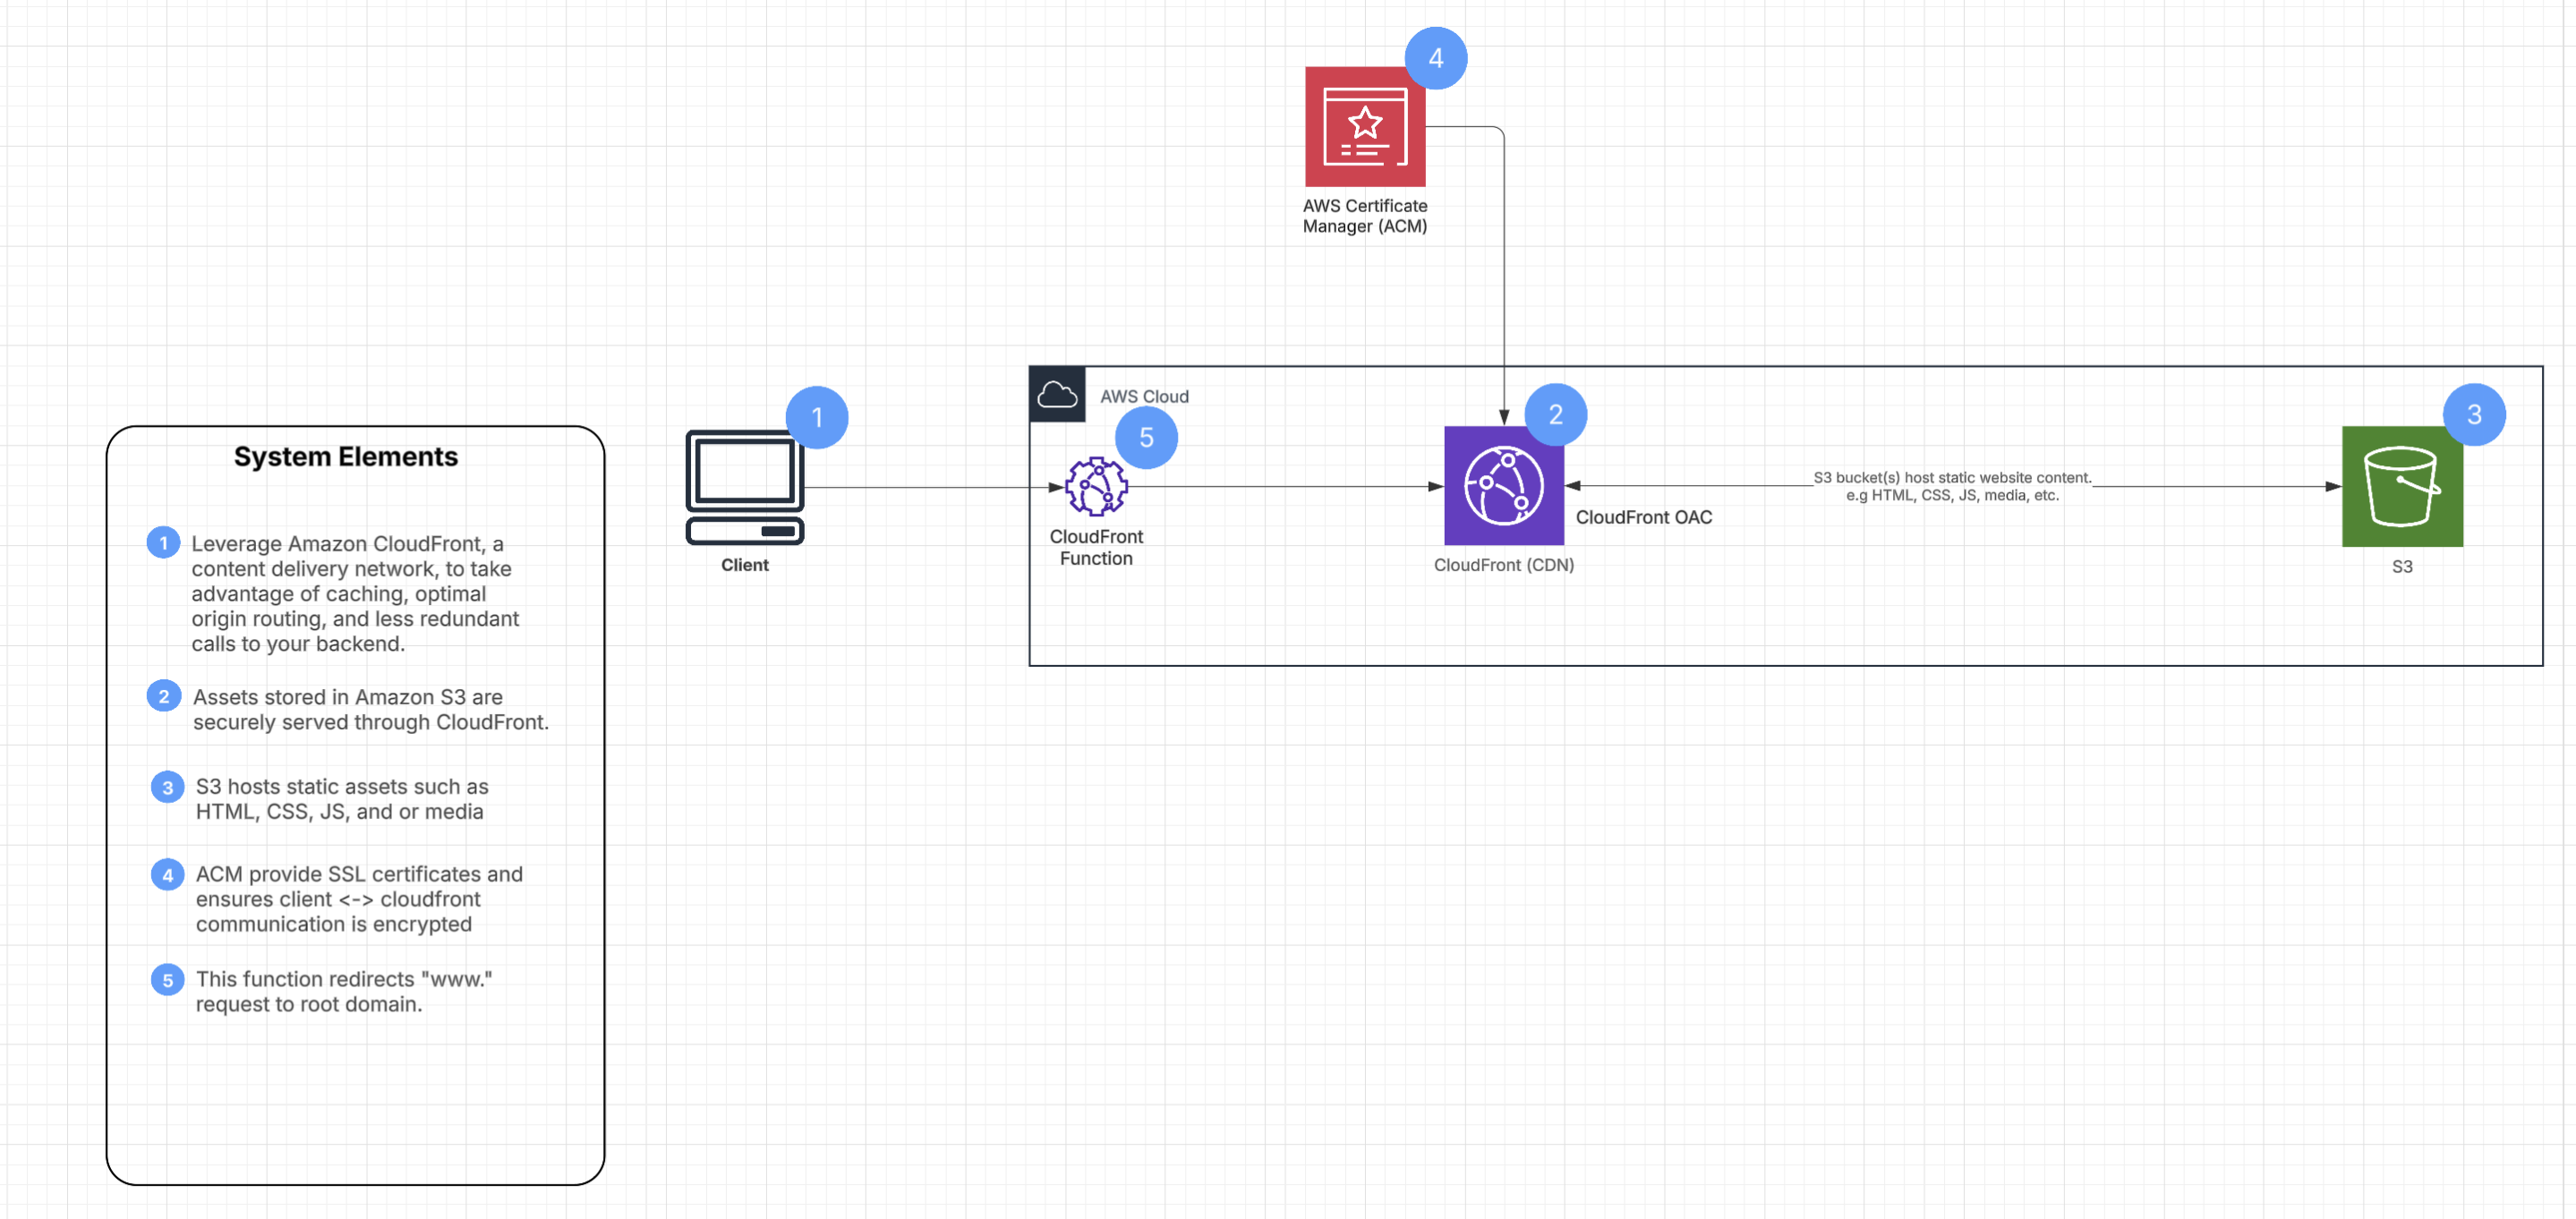 System Elements
1
Leverage Amazon CloudFront, a
content delivery network, to take
advantage of caching, optimal
origin routing, and less redundant
calls to your backend.
2
Assets stored in Amazon S3 are
securely served through CloudFront.
3
S3 hosts static assets such as
HTML, CSS, JS, and or media
4
ACM provide SSL certificates and
ensures client <-> cloudfront
communication is encrypted
5
This function redirects "www."
request to root domain.
1
Client
4
AWS Certificate
Manager (ACM)
AWS Cloud
5
CloudFront
Function
2
CloudFront OAC
CloudFront (CDN)
S3 bucket(s) host static website content.
e.g HTML, CSS, JS, media, etc.
3
S3